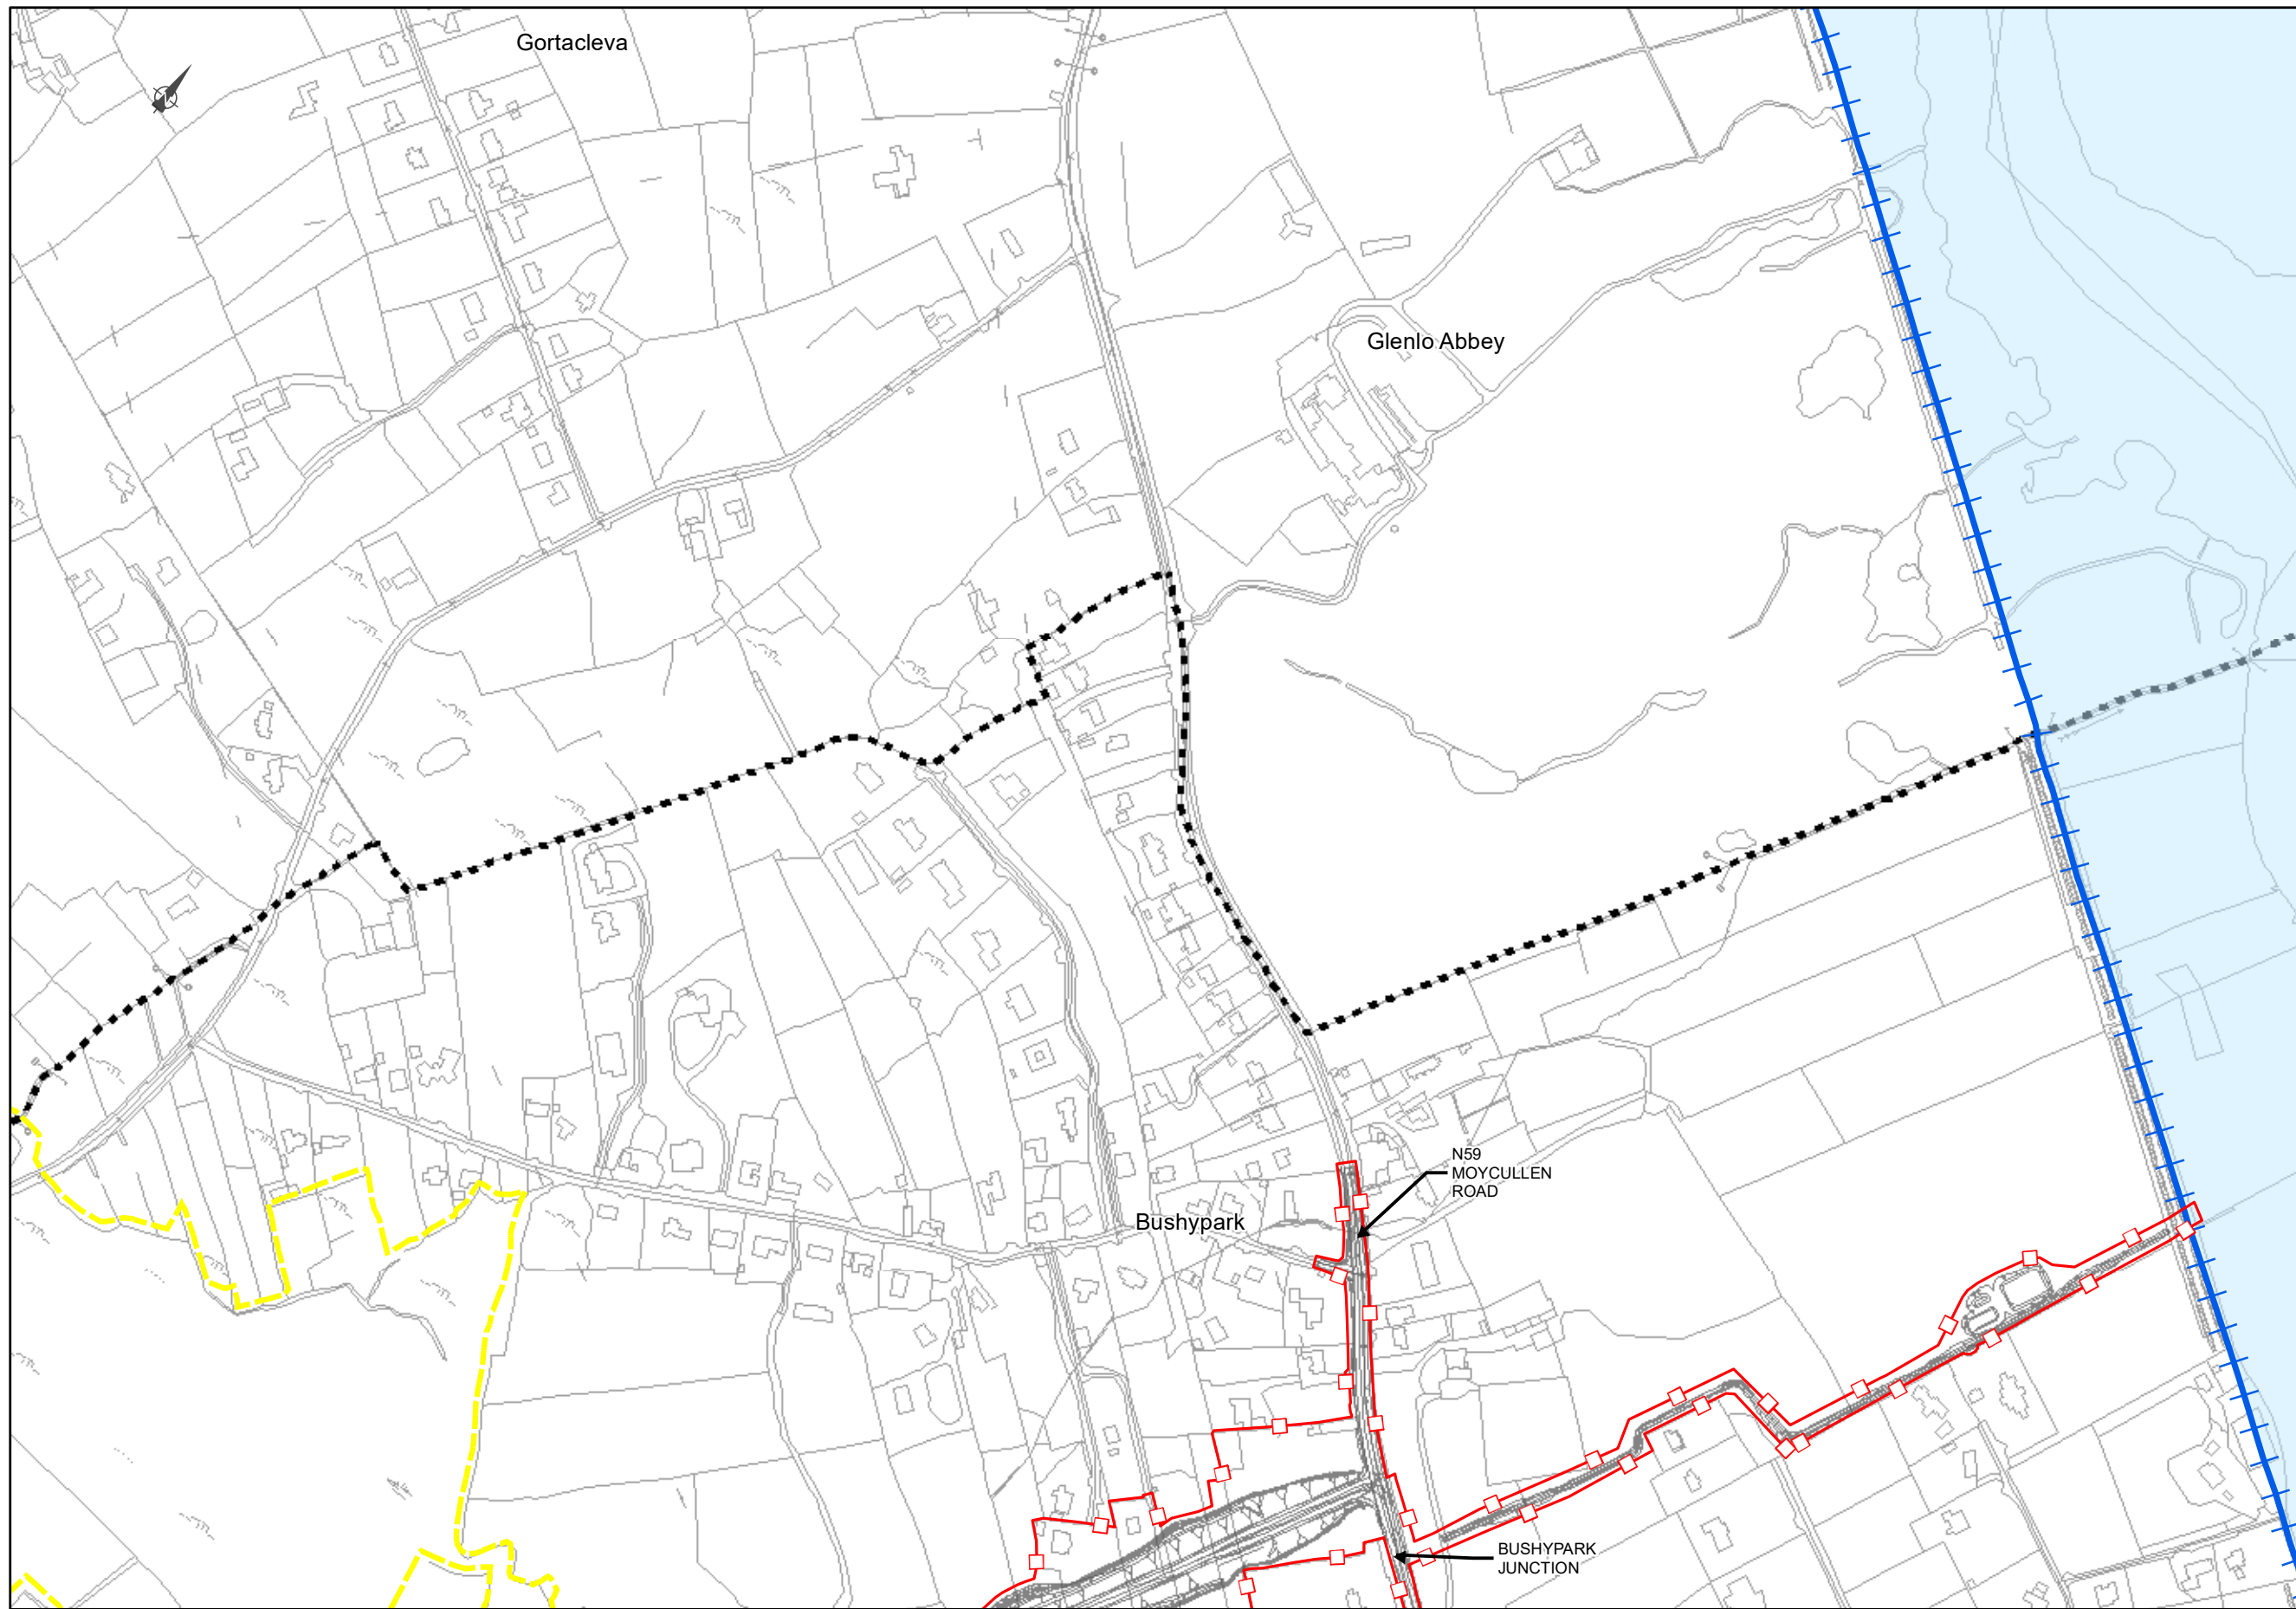 Gortacleva
Glenlo Abbey
N59
MOYCULLEN
ROAD
Bushypark
BUSHYPARK
JUNCTION